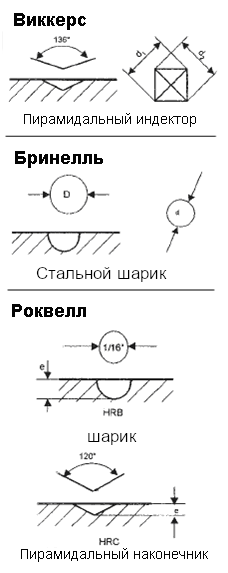 Виккерс
136°
d₁ d₂
Пирамидальный индектор
Бринелль
D
d
Стальной шарик
Роквелл
1/16"
e
HRB
шарик
120°
e
HRC
Пирамидальный наконечник